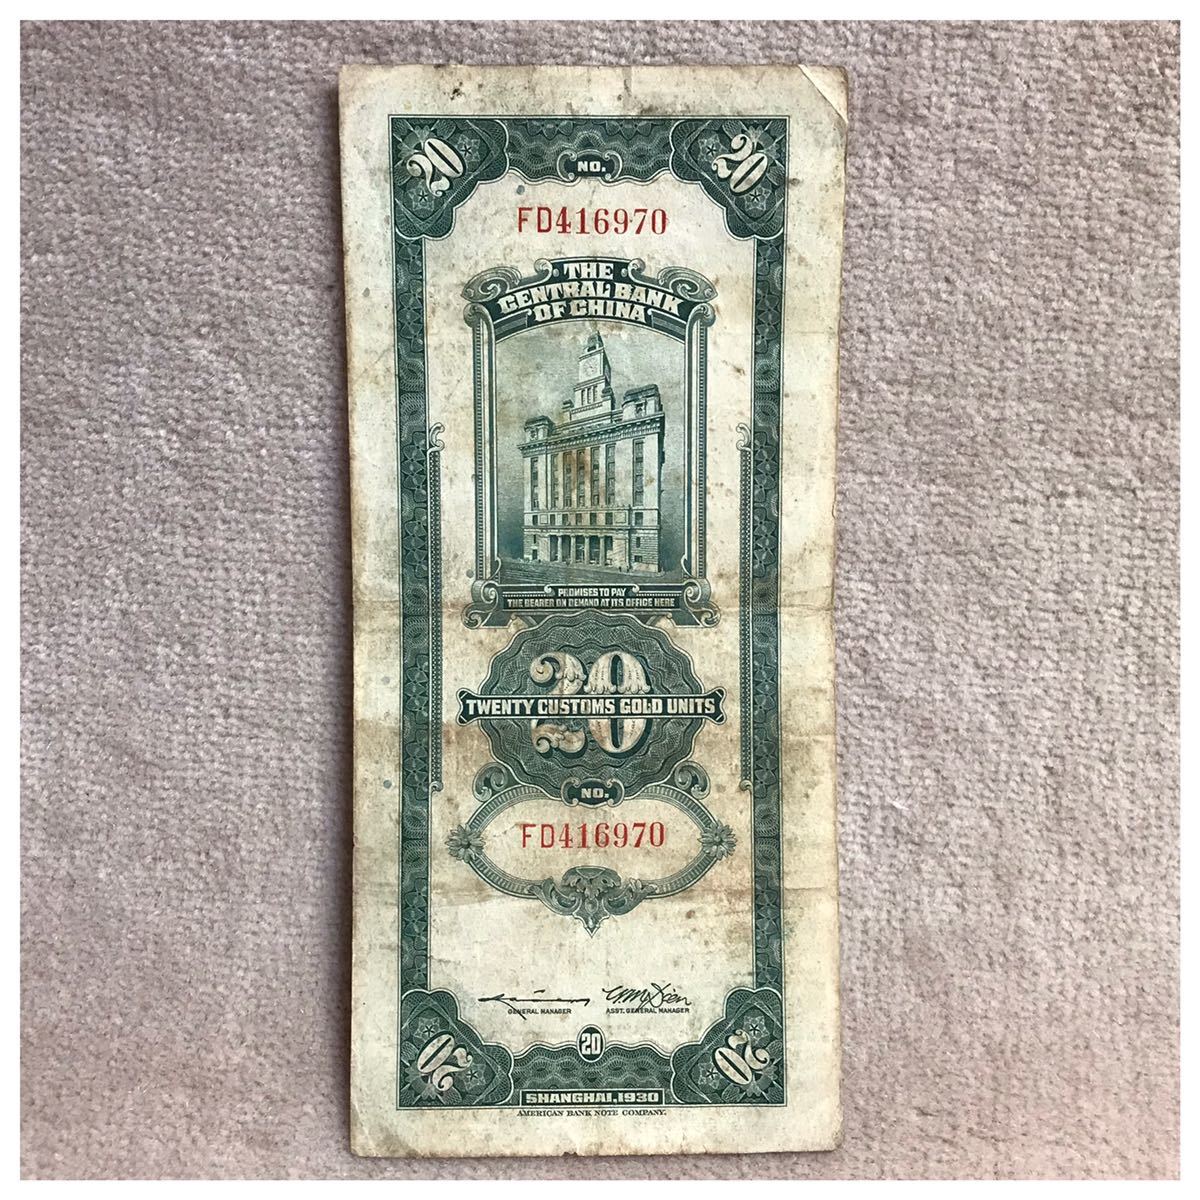 20 20
NO.
FD416970
THE
CENTRAL BANK
OF CHINA
PROMISES TO PAY
THE BEARER ON DEMAND AT ITS OFFICE HERE
20
TWENTY CUSTOMS GOLD UNITS
NO.
FD416970
GENERAL MANAGER ASST. GENERAL MANAGER
20
20 20
SHANGHAI, 1930
AMERICAN BANK NOTE COMPANY.